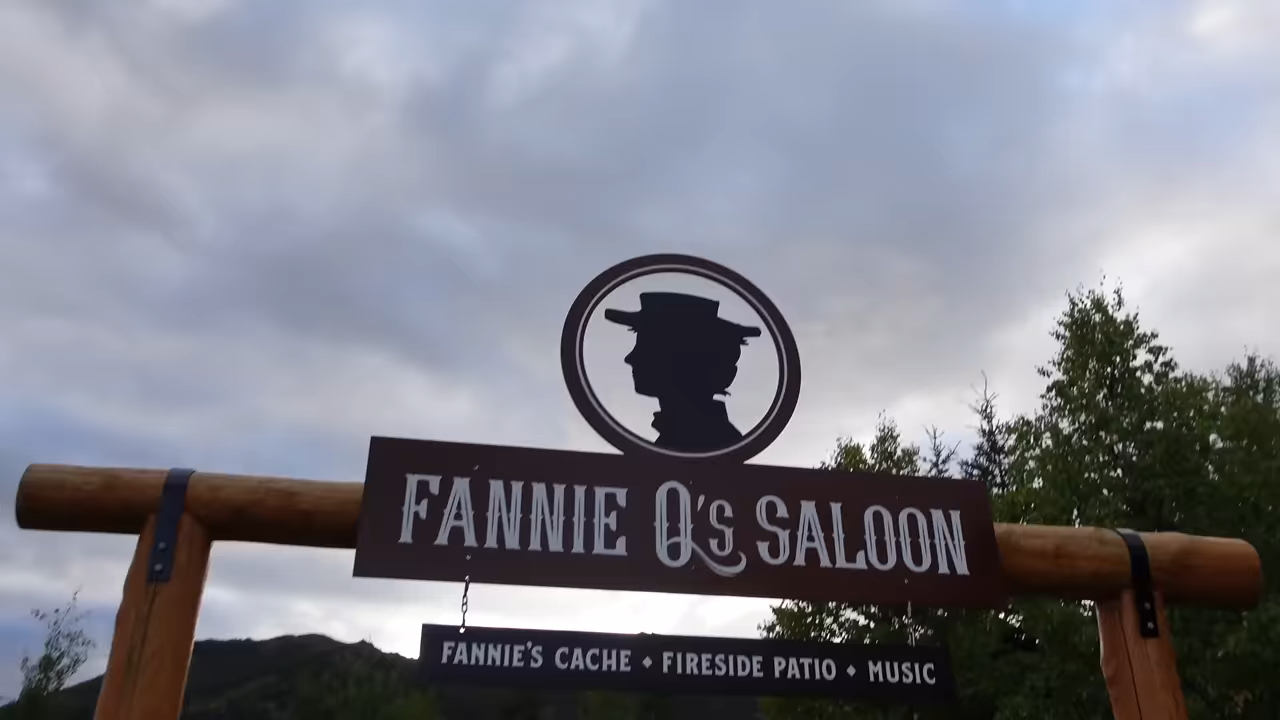 FANNIE Q's SALOON
FANNIE'S CACHE • FIRESIDE PATIO • MUSIC